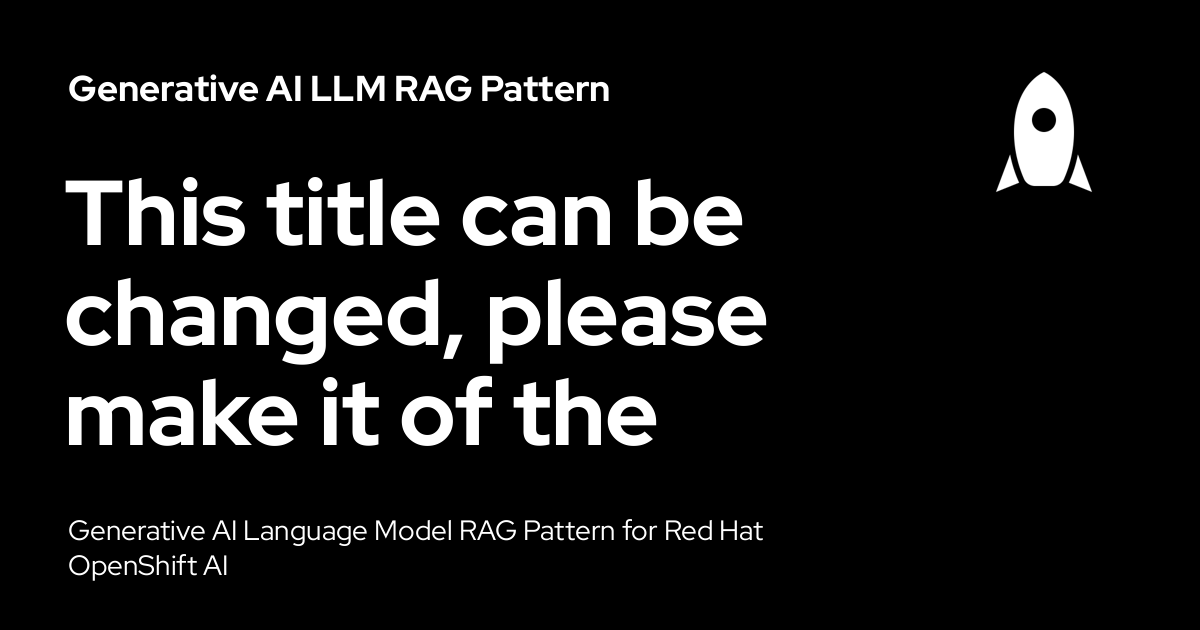 Generative AI LLM RAG Pattern
This title can be
changed, please
make it of the
Generative AI Language Model RAG Pattern for Red Hat
OpenShift AI